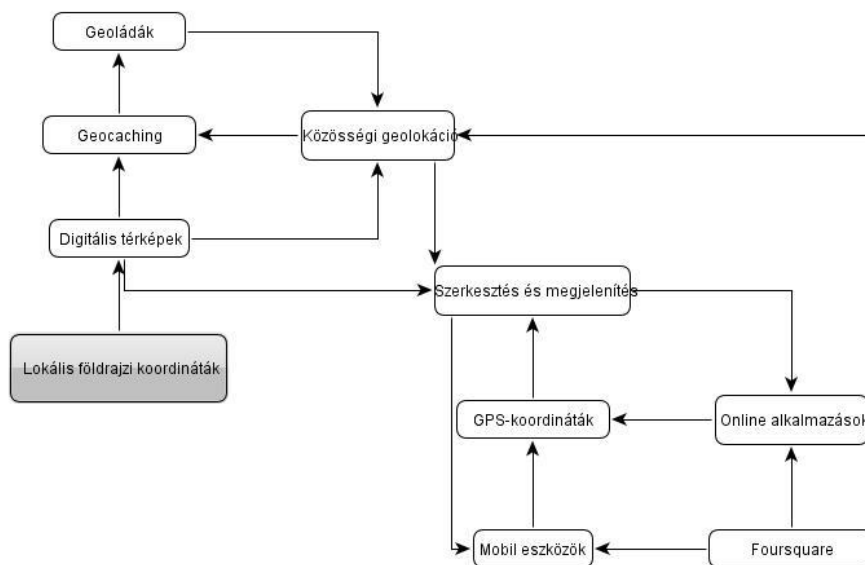 Geoládák
Geocaching
Közösségi geolokáció
Digitális térképek
Szerkesztés és megjelenítés
Lokális földrajzi koordináták
GPS-koordináták
Online alkalmazások
Mobil eszközök
Foursquare